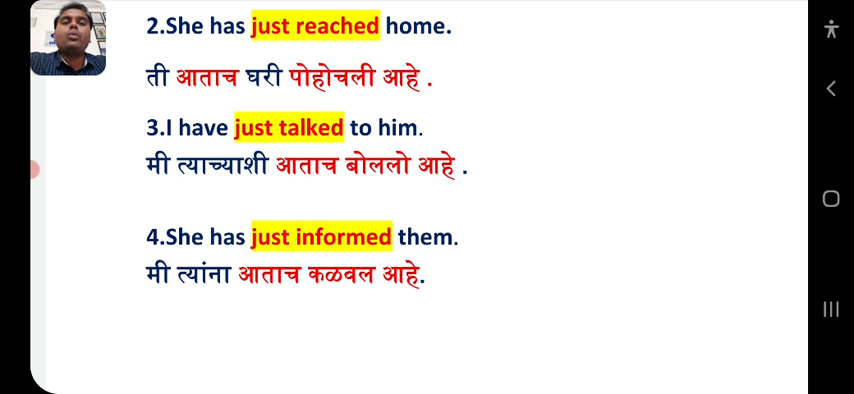 2.She has just reached home.
ती आताच घरी पोहोचली आहे .
3.I have just talked to him.
मी त्याच्याशी आताच बोललो आहे .
4.She has just informed them.
मी त्यांना आताच कळवल आहे.